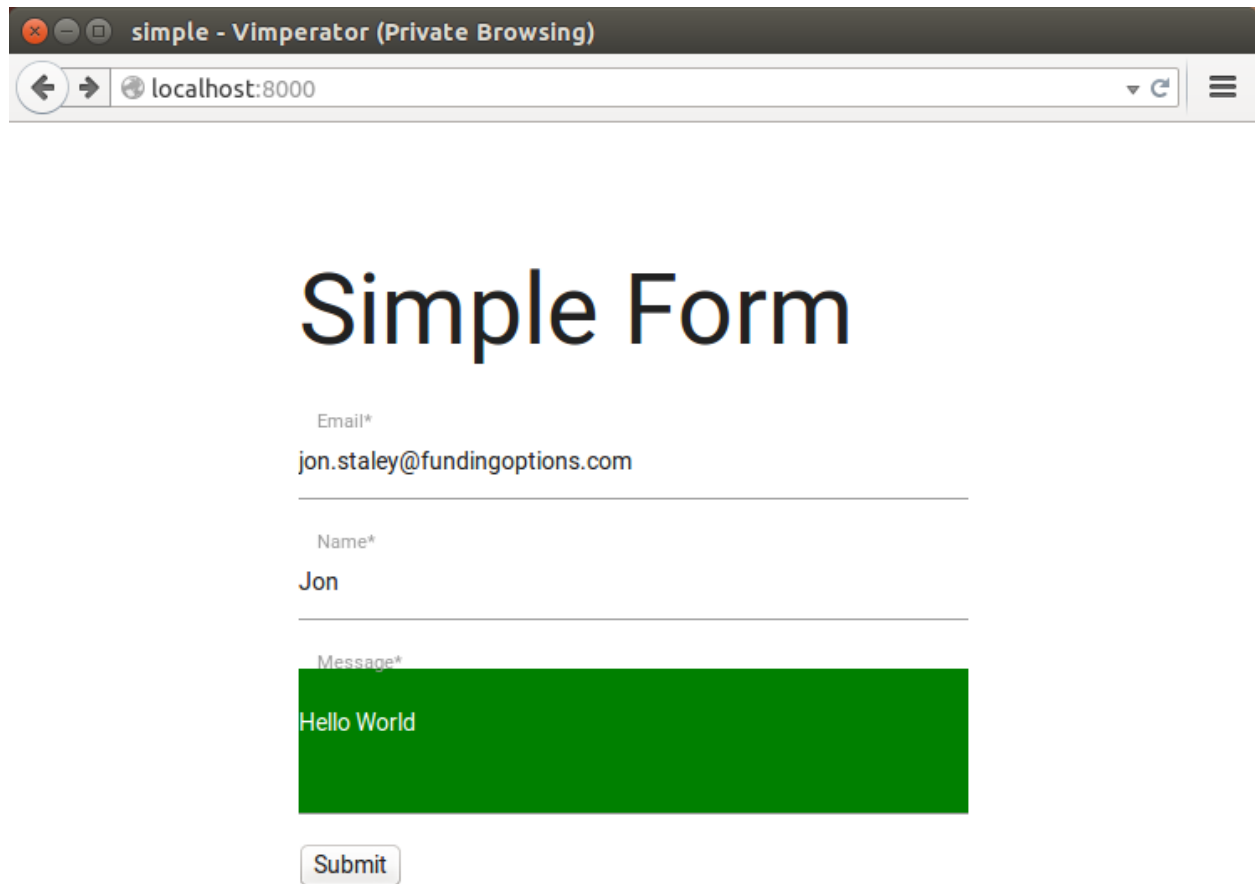 simple - Vimperator (Private Browsing)
localhost:8000
Simple Form
Email*
jon.staley@fundingoptions.com
Name*
Jon
Message*
Hello World
Submit